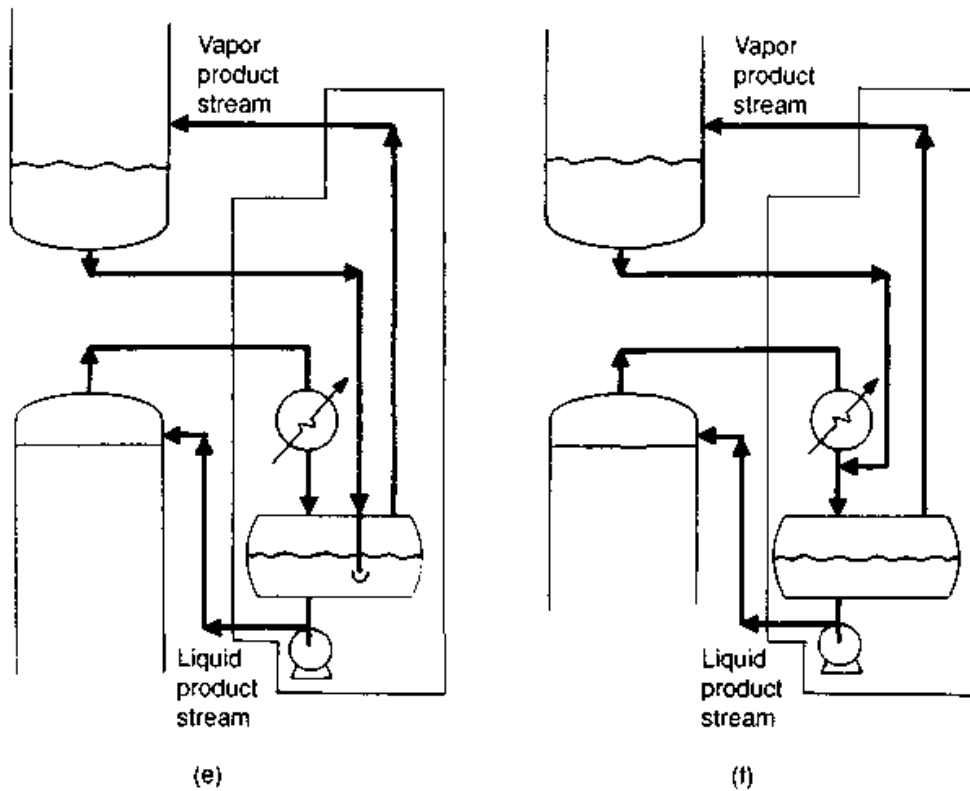 Vapor
product
stream
Liquid
product
stream
(e)
Vapor
product
stream
Liquid
product
stream
(f)